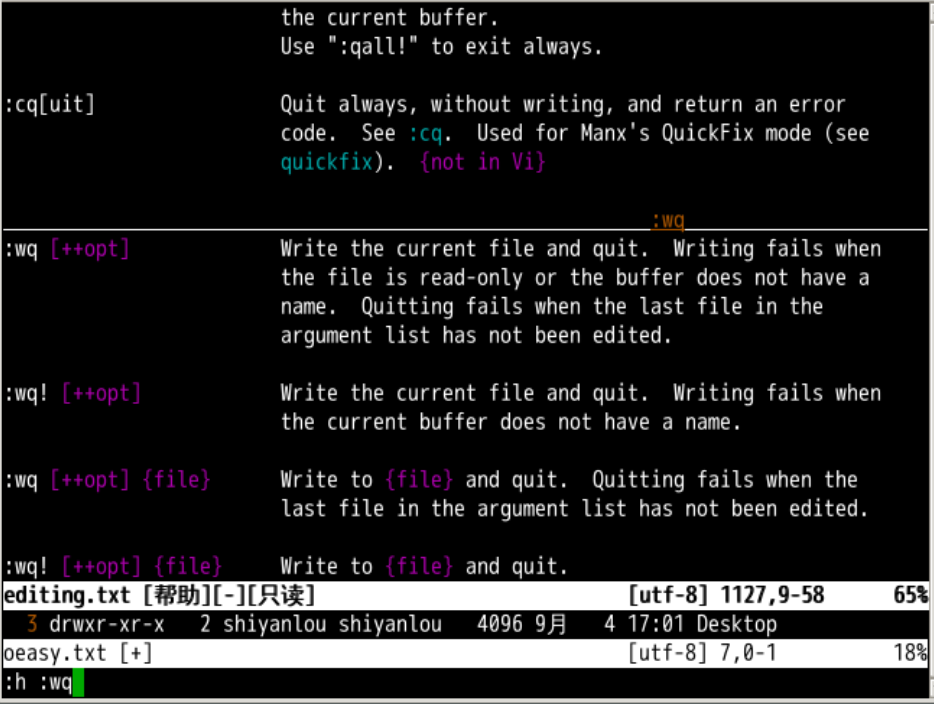 the current buffer.
Use ":qall!" to exit always.
:cq[uit] Quit always, without writing, and return an error
code. See :cq. Used for Manx's QuickFix mode (see
quickfix). {not in Vi}
:wq
:wq [++opt] Write the current file and quit. Writing fails when
the file is read-only or the buffer does not have a
name. Quitting fails when the last file in the
argument list has not been edited.
:wq! [++opt] Write the current file and quit. Writing fails when
the current buffer does not have a name.
:wq [++opt] {file} Write to {file} and quit. Quitting fails when the
last file in the argument list has not been edited.
:wq! [++opt] {file} Write to {file} and quit.
editing.txt [帮助][-][只读] [utf-8] 1127,9-58 65%
3 drwxr-xr-x 2 shiyanlou shiyanlou 4096 9月 4 17:01 Desktop
oeasy.txt [+] [utf-8] 7,0-1 18%
:h :wq